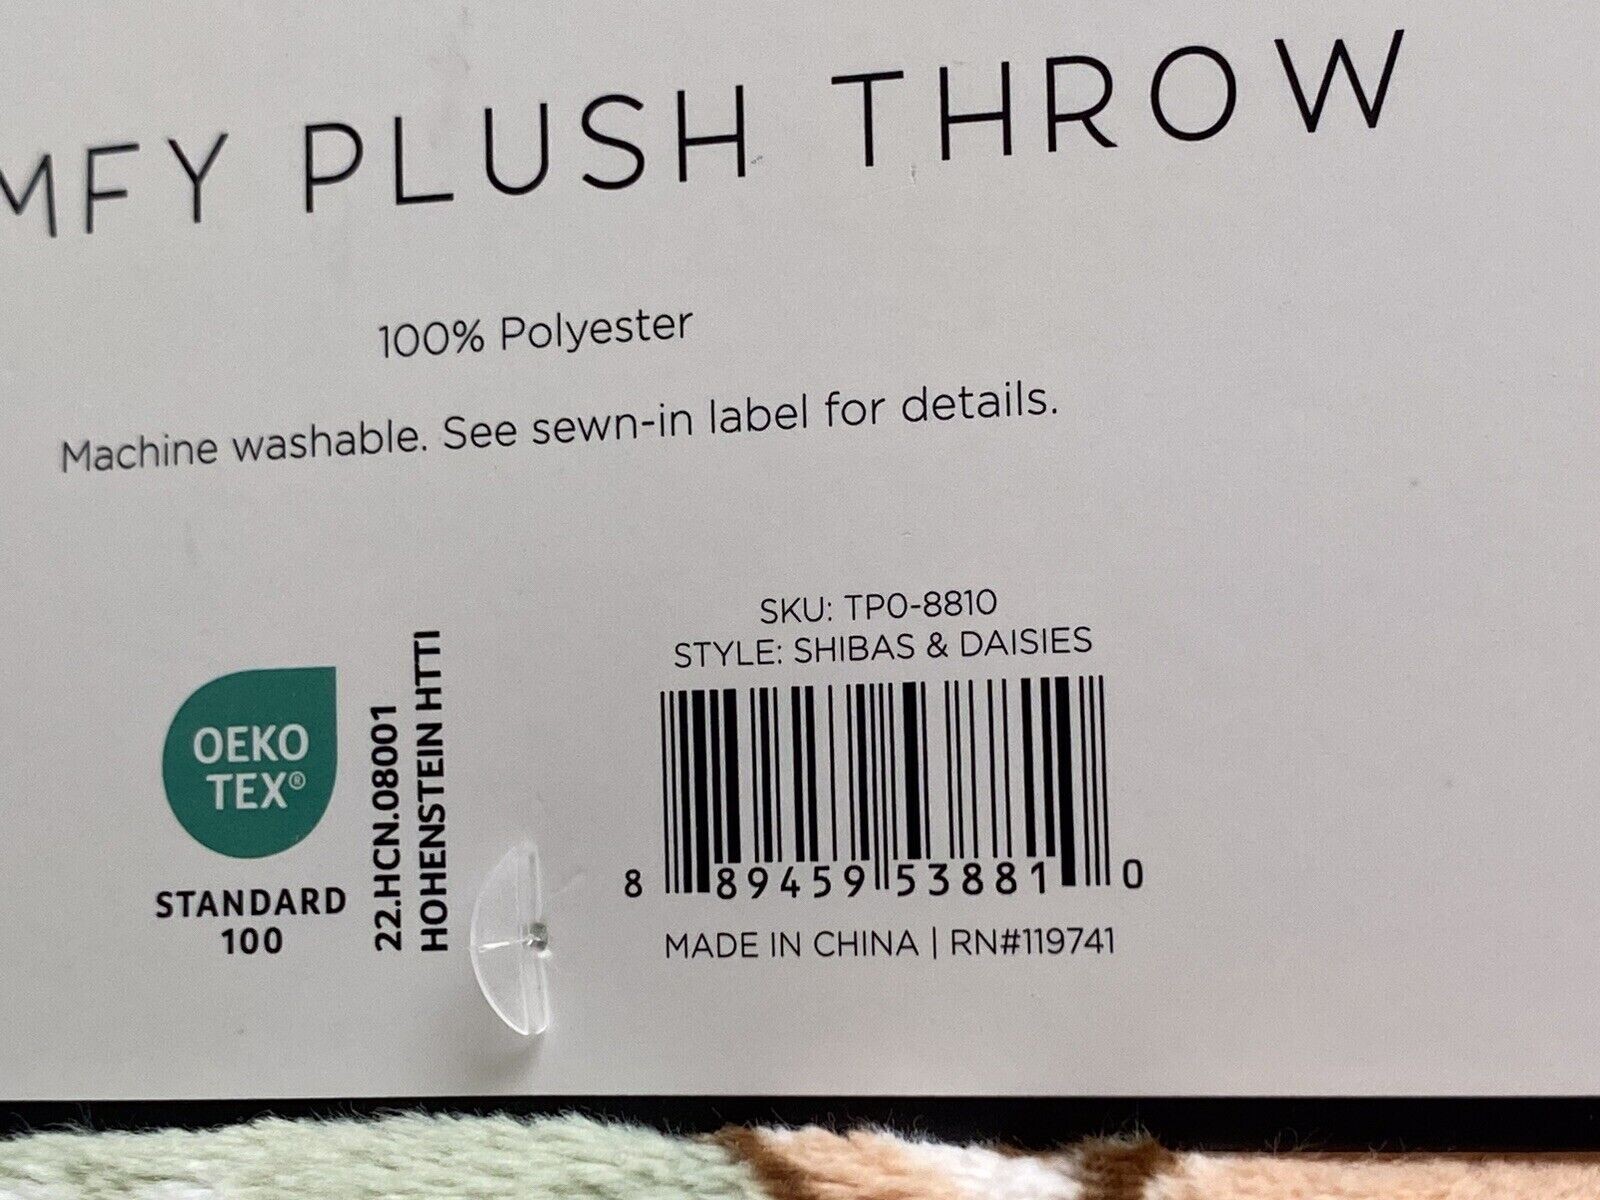 MFY PLUSH THROW
100% Polyester
Machine washable. See sewn-in label for details.
SKU: TPO-8810
STYLE: SHIBAS & DAISIES
OEKO
TEX®
STANDARD
100
22.HCN.08001
HOHENSTEIN HTTI
8 89459 53881 0
MADE IN CHINA | RN#119741